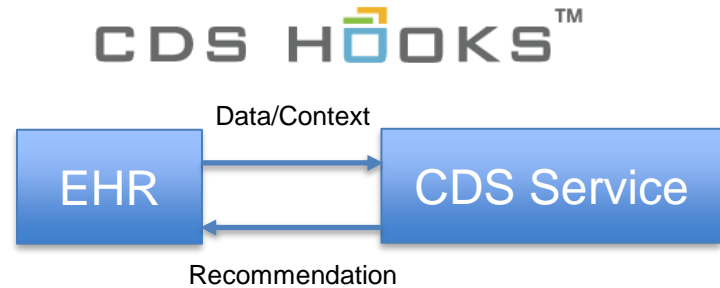 CDS HOOKS™
Data/Context
EHR
CDS Service
Recommendation